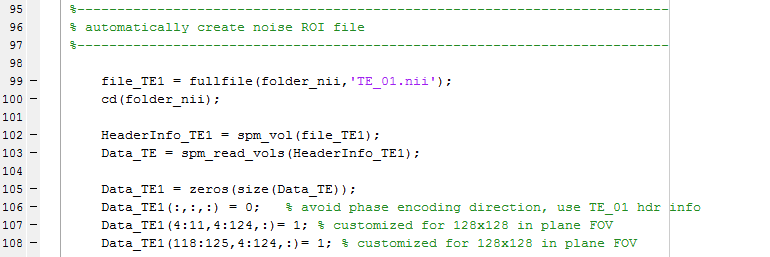 95 %---------------------------------------------------------------------------
96 % automatically create noise ROI file
97 %---------------------------------------------------------------------------
98
99 – file_TE1 = fullfile(folder_nii,'TE_01.nii');
100 – cd(folder_nii);
101
102 – HeaderInfo_TE1 = spm_vol(file_TE1);
103 – Data_TE = spm_read_vols(HeaderInfo_TE1);
104
105 – Data_TE1 = zeros(size(Data_TE));
106 – Data_TE1(:,:,:) = 0;   % avoid phase encoding direction, use TE_01 hdr info
107 – Data_TE1(4:11,4:124,:)= 1; % customized for 128x128 in plane FOV
108 – Data_TE1(118:125,4:124,:)= 1; % customized for 128x128 in plane FOV